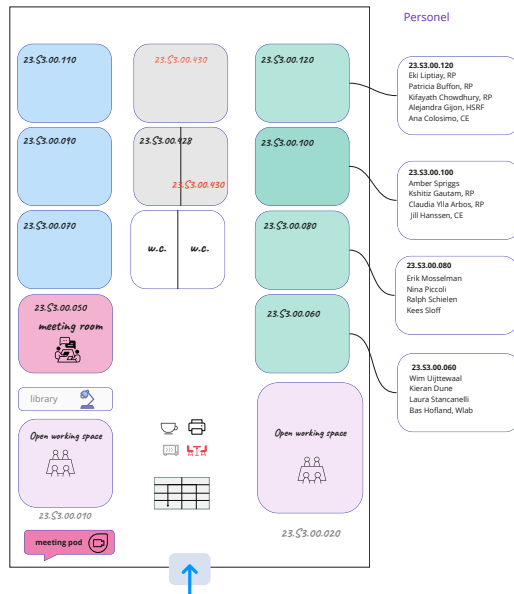 Personel
23.S3.00.110
23.S3.00.430
23.S3.00.120
23.S3.00.120
Eki Liptiay, RP
Patricia Buffon, RP
Kifayath Chowdhury, RP
Alejandra Gijon, HSRF
Ana Colosimo, CE
23.S3.00.090
23.S3.00.428
23.S3.00.430
23.S3.00.100
23.S3.00.100
Amber Spriggs
Kshitiz Gautam, RP
Claudia Ylla Arbos, RP
Jill Hanssen, CE
23.S3.00.070
w.c.
w.c.
23.S3.00.080
23.S3.00.080
Erik Mosselman
Nina Piccoli
Ralph Schielen
Kees Sloff
23.S3.00.050
meeting room
23.S3.00.060
23.S3.00.060
Wim Uijttewaal
Kieran Dune
Laura Stancanelli
Bas Hofland, Wlab
library
Open working space
23.S3.00.010
Open working space
23.S3.00.020
meeting pod